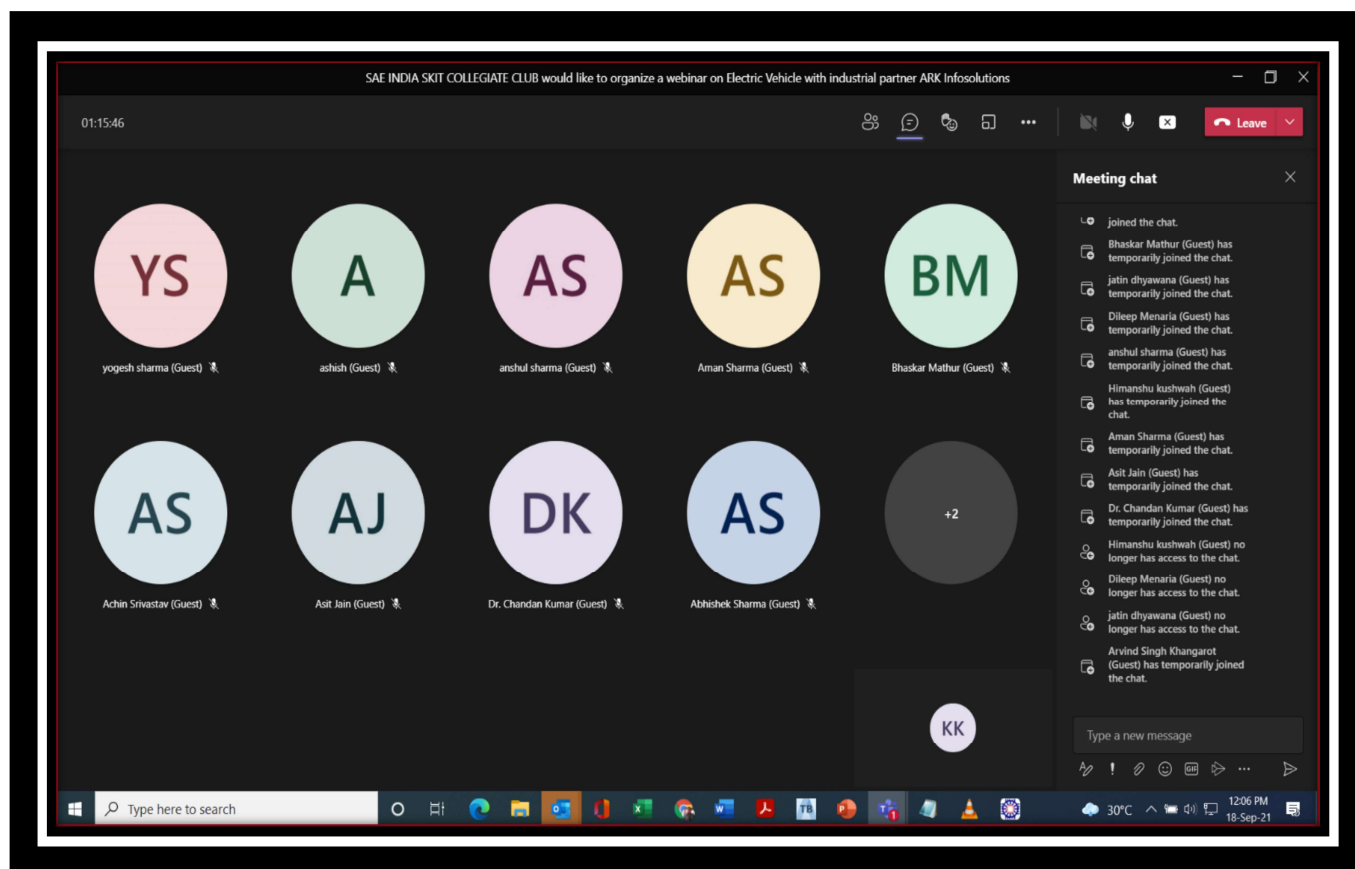 SAE INDIA SKIT COLLEGIATE CLUB would like to organize a webinar on Electric Vehicle with industrial partner ARK Infosolutions
01:15:46
Leave
YS
A
AS
AS
BM
yogesh sharma (Guest)
ashish (Guest)
anshul sharma (Guest)
Aman Sharma (Guest)
Bhaskar Mathur (Guest)
AS
AJ
DK
AS
+2
Achin Srivastav (Guest)
Asit Jain (Guest)
Dr. Chandan Kumar (Guest)
Abhishek Sharma (Guest)
KK
Meeting chat
joined the chat.
Bhaskar Mathur (Guest) has
temporarily joined the chat.
jatin dhyawana (Guest) has
temporarily joined the chat.
Dileep Menaria (Guest) has
temporarily joined the chat.
anshul sharma (Guest) has
temporarily joined the chat.
Himanshu kushwah (Guest)
has temporarily joined the
chat.
Aman Sharma (Guest) has
temporarily joined the chat.
Asit Jain (Guest) has
temporarily joined the chat.
Dr. Chandan Kumar (Guest) has
temporarily joined the chat.
Himanshu kushwah (Guest) no
longer has access to the chat.
Dileep Menaria (Guest) no
longer has access to the chat.
jatin dhyawana (Guest) no
longer has access to the chat.
Arvind Singh Khangarot
(Guest) has temporarily joined
the chat.
Type a new message
GIF
Type here to search
TB
30°C
12:06 PM
18-Sep-21